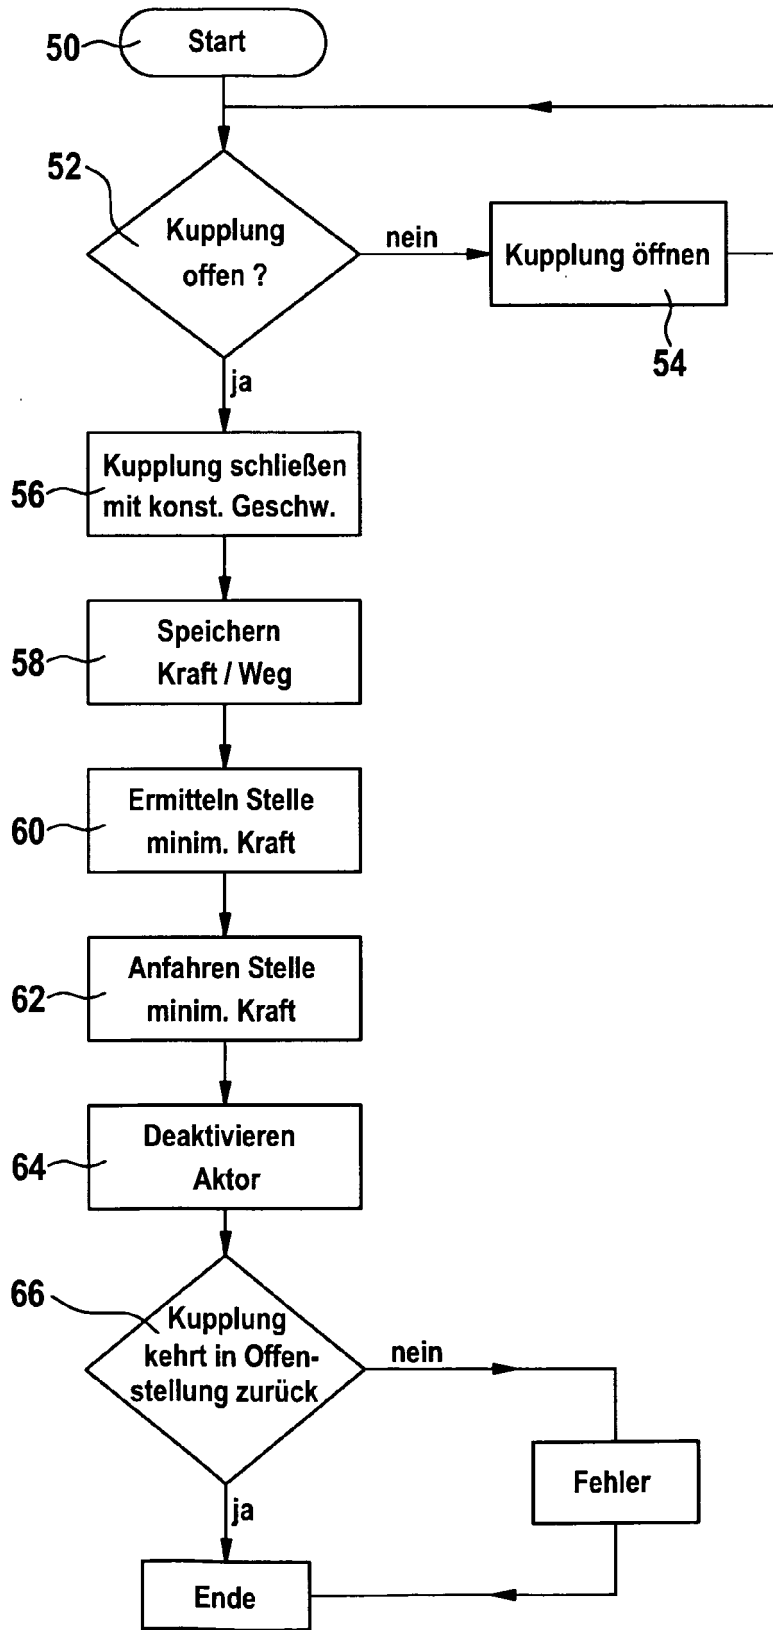 50
Start
52
Kupplung
offen ?
nein
Kupplung öffnen
54
ja
56
Kupplung schließen
mit konst. Geschw.
58
Speichern
Kraft / Weg
60
Ermitteln Stelle
minim. Kraft
62
Anfahren Stelle
minim. Kraft
64
Deaktivieren
Aktor
66
Kupplung
kehrt in Offen-
stellung zurück
nein
Fehler
ja
Ende